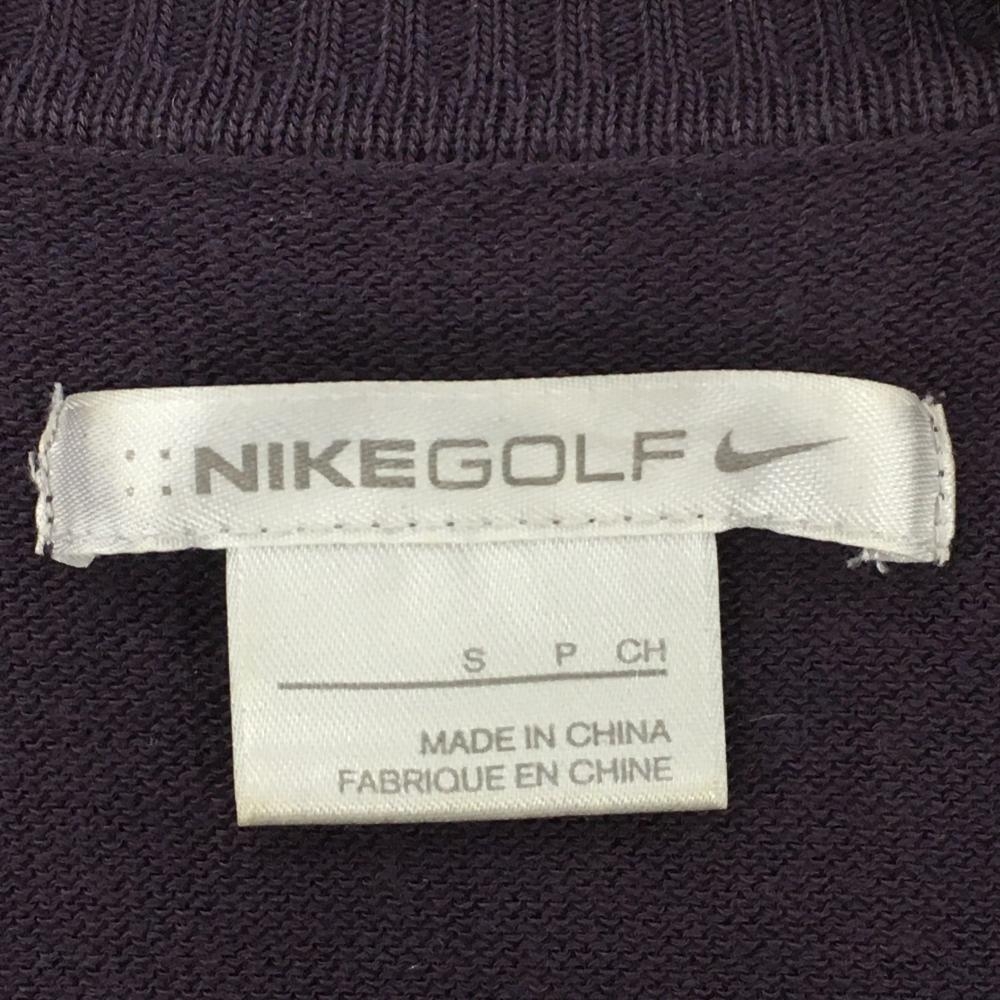 NIKEGOLF
S P CH
MADE IN CHINA
FABRIQUE EN CHINE